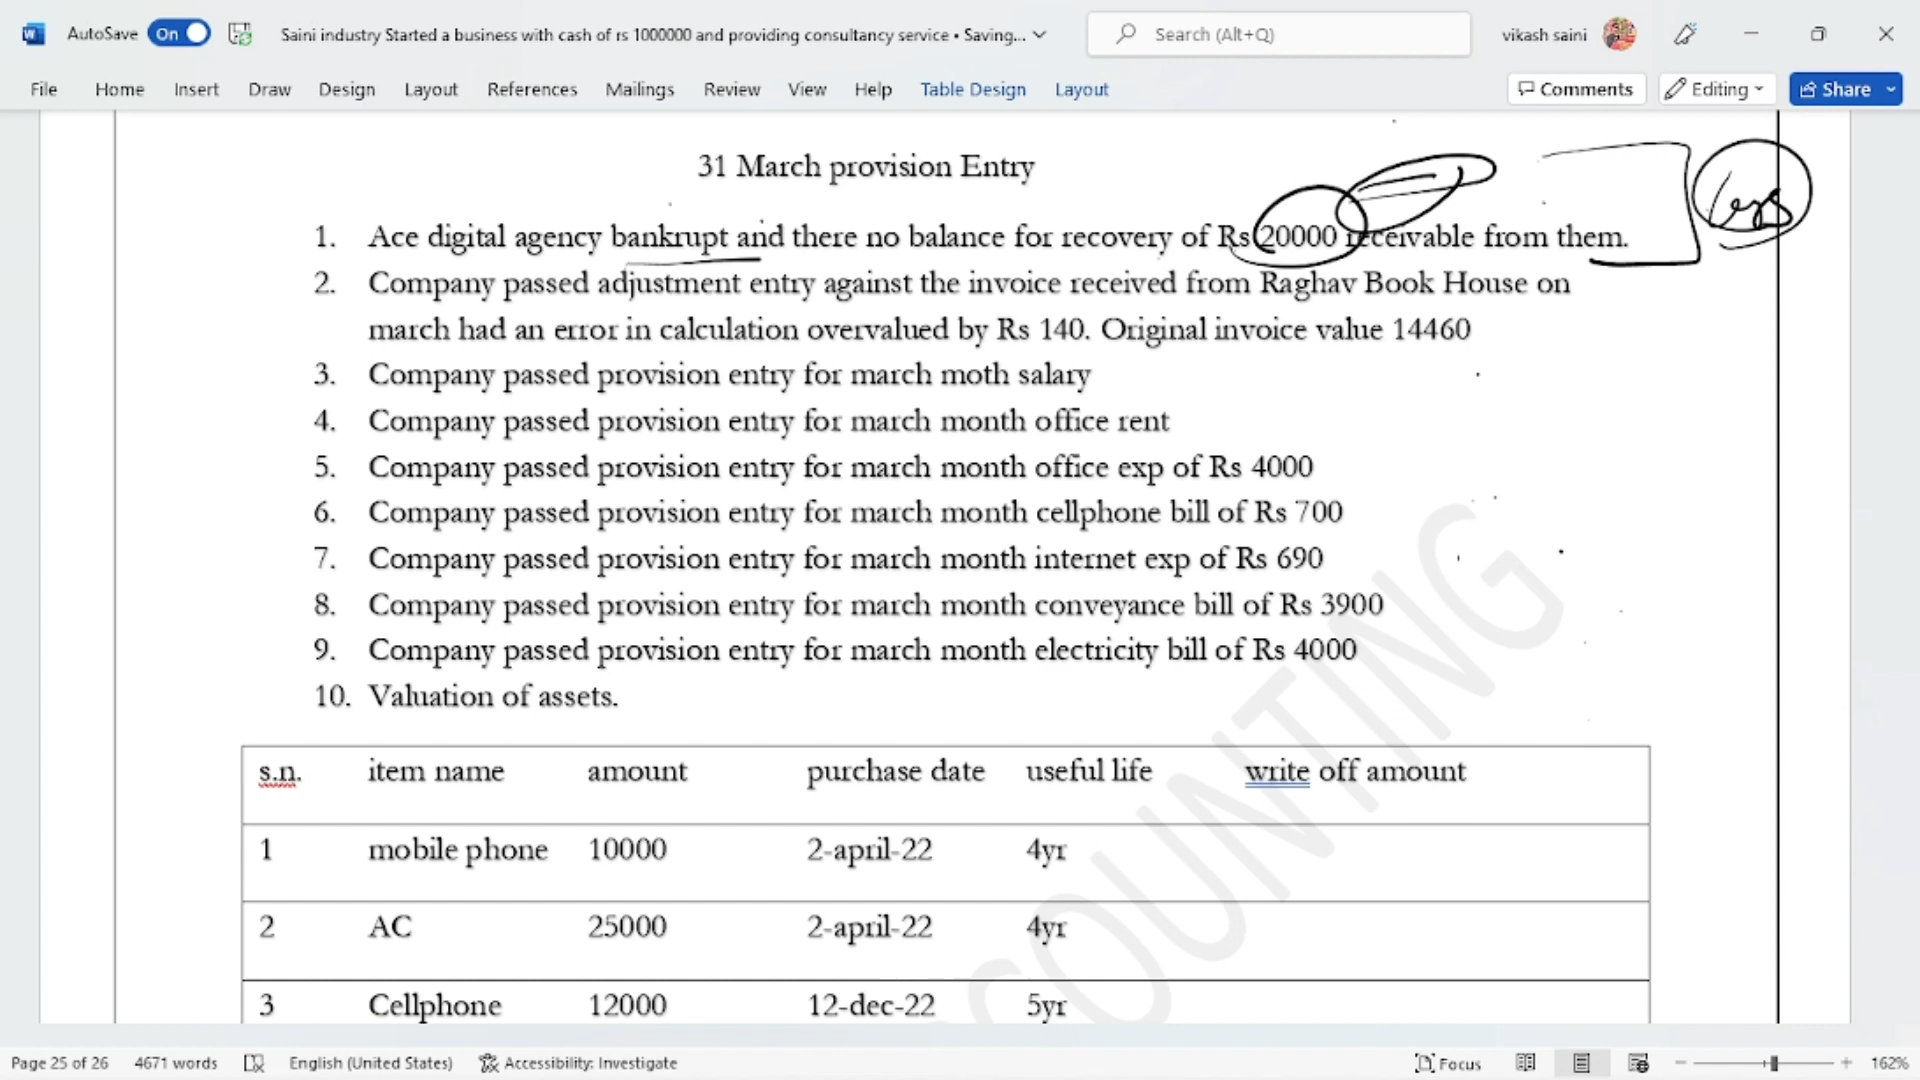 AutoSave On Saini industry Started a business with cash of rs 1000000 and providing consultancy service • Saving... Search (Alt+Q) vikash saini
File Home Insert Draw Design Layout References Mailings Review View Help Table Design Layout Comments Editing Share
31 March provision Entry
1. Ace digital agency bankrupt and there no balance for recovery of Rs 20000 receivable from them.
2. Company passed adjustment entry against the invoice received from Raghav Book House on
march had an error in calculation overvalued by Rs 140. Original invoice value 14460
3. Company passed provision entry for march moth salary
4. Company passed provision entry for march month office rent
5. Company passed provision entry for march month office exp of Rs 4000
6. Company passed provision entry for march month cellphone bill of Rs 700
7. Company passed provision entry for march month internet exp of Rs 690
8. Company passed provision entry for march month conveyance bill of Rs 3900
9. Company passed provision entry for march month electricity bill of Rs 4000
10. Valuation of assets.
s.n. item name amount purchase date useful life write off amount
1 mobile phone 10000 2-april-22 4yr
2 AC 25000 2-april-22 4yr
3 Cellphone 12000 12-dec-22 5yr
COUNTING
Page 25 of 26 4671 words English (United States) Accessibility: Investigate Focus 162%